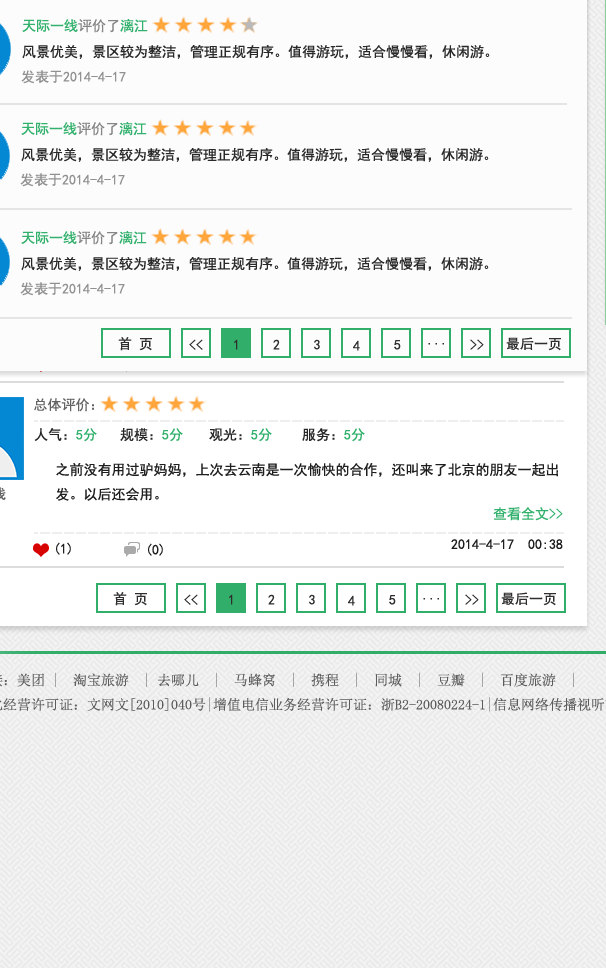 天际一线评价了漓江
风景优美，景区较为整洁，管理正规有序。值得游玩，适合慢慢看，休闲游。
发表于2014-4-17
天际一线评价了漓江
风景优美，景区较为整洁，管理正规有序。值得游玩，适合慢慢看，休闲游。
发表于2014-4-17
天际一线评价了漓江
风景优美，景区较为整洁，管理正规有序。值得游玩，适合慢慢看，休闲游。
发表于2014-4-17
首 页 << 1 2 3 4 5 ··· >> 最后一页
总体评价：
人气：5分 规模：5分 观光：5分 服务：5分
之前没有用过驴妈妈，上次去云南是一次愉快的合作，还叫来了北京的朋友一起出
发。以后还会用。
查看全文>>
(1) (0) 2014-4-17 00:38
首 页 << 1 2 3 4 5 ··· >> 最后一页
：美团｜ 淘宝旅游 ｜去哪儿 ｜ 马蜂窝 ｜ 携程 ｜ 同城 ｜ 豆瓣 ｜ 百度旅游 ｜
经营许可证：文网文[2010]040号|增值电信业务经营许可证：浙B2-20080224-1|信息网络传播视听